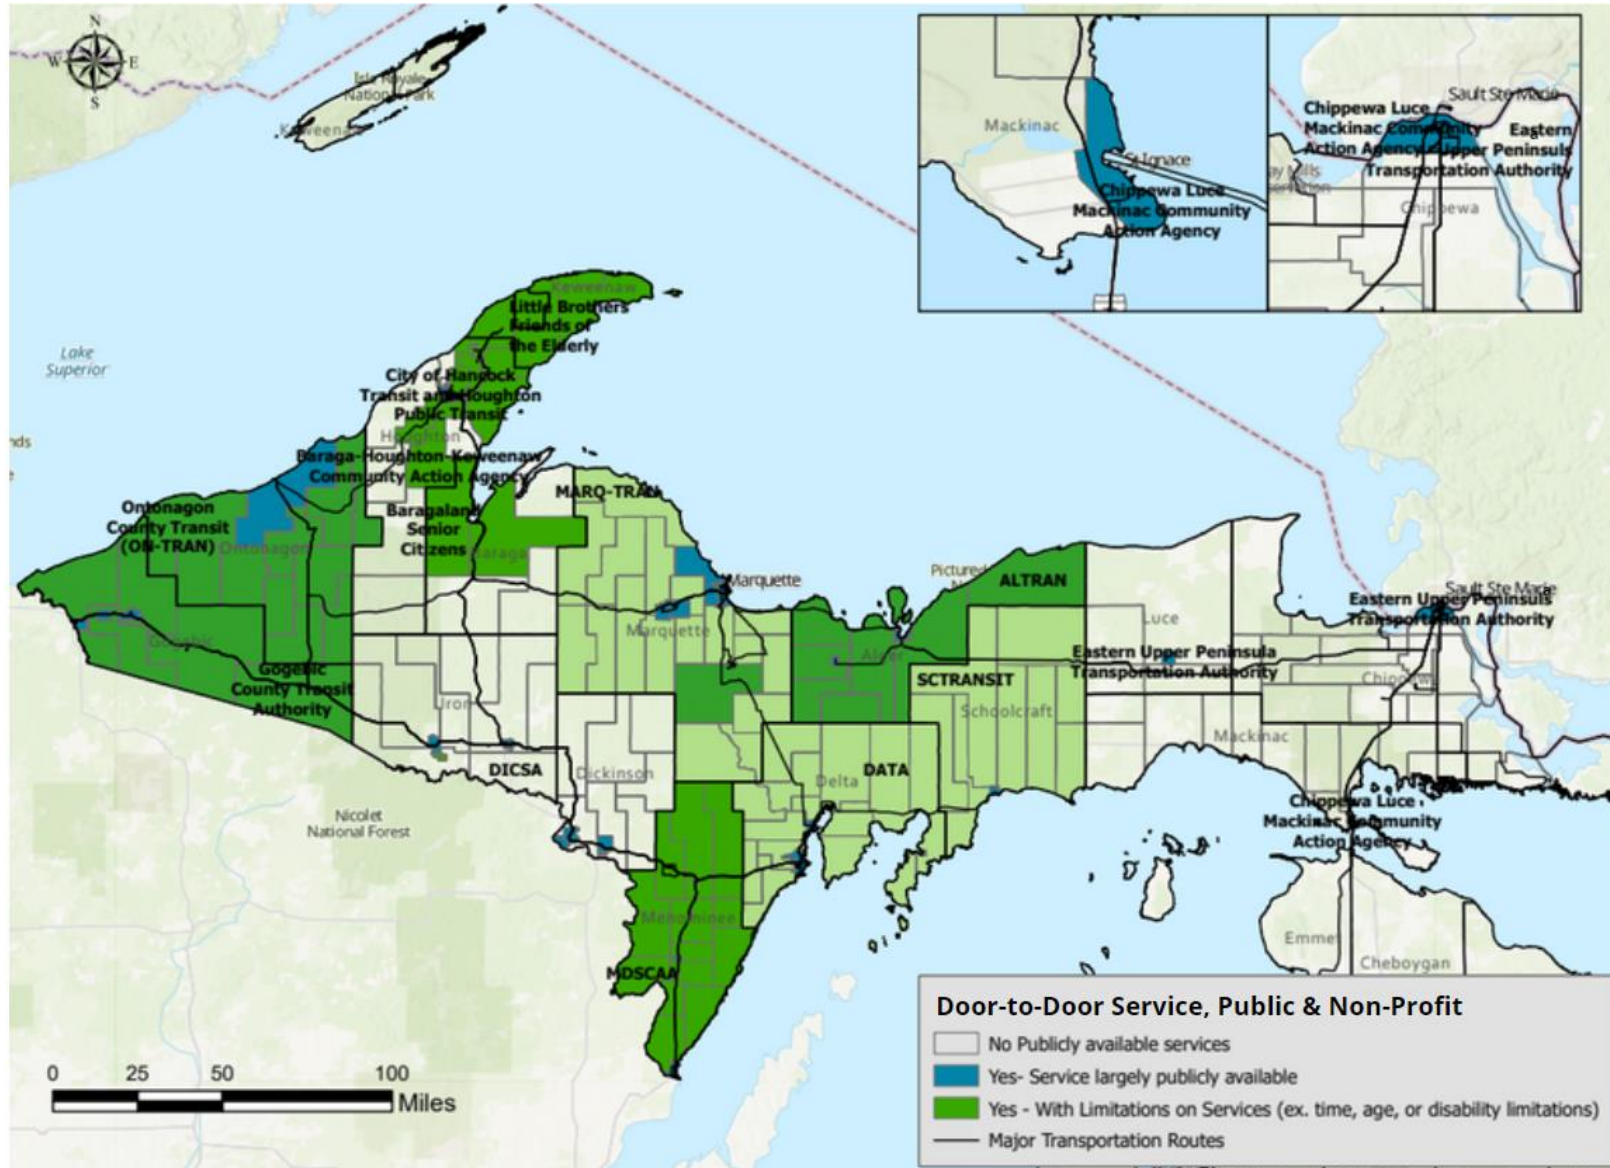 N
W
E
S
Isle Royale
National Park
Keweenaw
Lake
Superior
nds
Mackinac
St Ignace
Chippewa Luce
Mackinac Community
Action Agency
Sault Ste Marie
Chippewa Luce
Mackinac Community
Action Agency
Eastern
Upper Peninsuls
Transportation Authority
ay Mills
Chippewa
Keweenaw
Little Brothers
Friends of
the Elderly
City of Hancock
Transit and Houghton
Public Transit
Houghton
Baraga-Houghton-Keweenaw
Community Action Agency
Ontonagon
County Transit
(ON-TRAN)
Ontonagon
Baragaland
Senior
Citizens
Baraga
MARQ-TRAN
Marquette
Marquette
Pictured
ALTRAN
Alger
Luce
Sault Ste Marie
Eastern Upper Peninsuls
Transportation Authority
Eastern Upper Peninsula
Transportation Authority
Chippewa
Gogebic
Gogebic
County Transit
Authority
SCTRANSIT
Schoolcraft
Iron
Mackinac
DICSA
Dickinson
Delta
DATA
Nicolet
National Forest
Chippewa Luce
Mackinac Community
Action Agency
Menominee
MDSCAA
Emmet
Cheboygan
Door-to-Door Service, Public & Non-Profit
No Publicly available services
Yes- Service largely publicly available
Yes - With Limitations on Services (ex. time, age, or disability limitations)
Major Transportation Routes
0 25 50 100
Miles